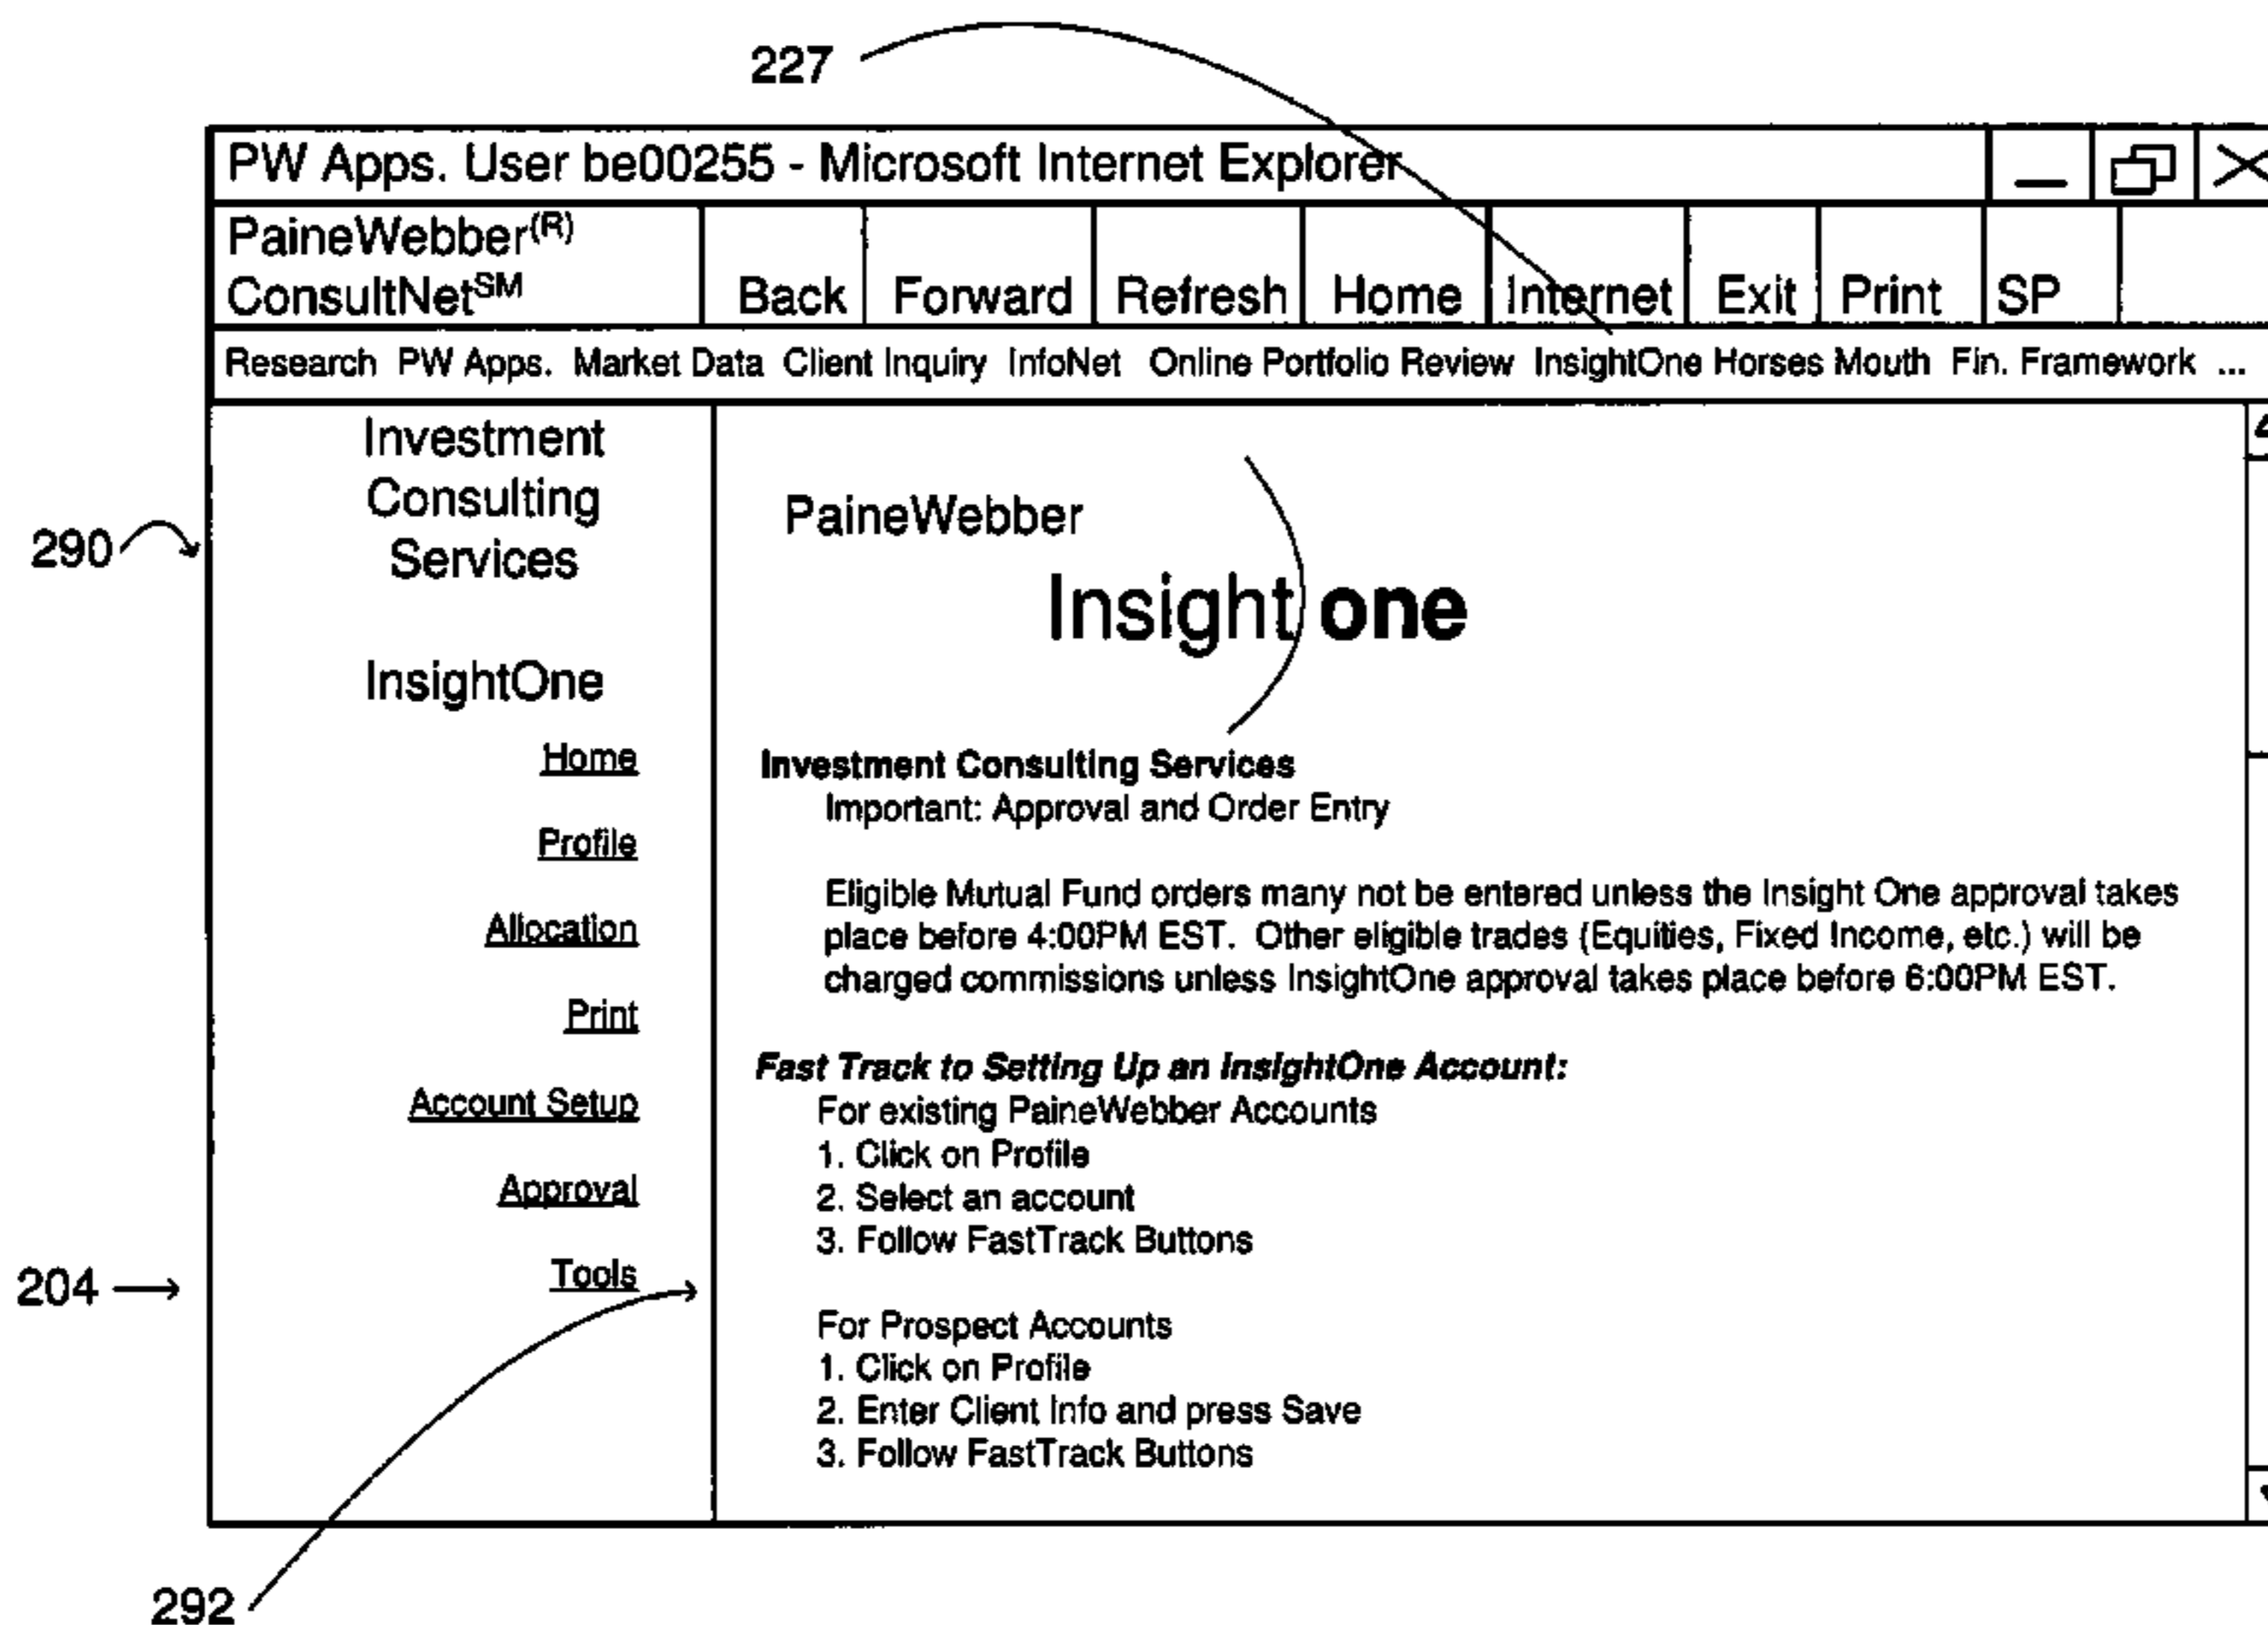 227
PW Apps. User be00255 - Microsoft Internet Explorer
PaineWebber(R)
ConsultNetSM
Back Forward Refresh Home Internet Exit Print SP
Research PW Apps. Market Data Client Inquiry InfoNet Online Portfolio Review InsightOne Horses Mouth Fin. Framework ...
Investment
Consulting
Services
290
InsightOne
Home
Profile
Allocation
Print
Account Setup
Approval
Tools
204
292
PaineWebber
Insight one
Investment Consulting Services
Important: Approval and Order Entry
Eligible Mutual Fund orders many not be entered unless the Insight One approval takes
place before 4:00PM EST. Other eligible trades (Equities, Fixed Income, etc.) will be
charged commissions unless InsightOne approval takes place before 6:00PM EST.
Fast Track to Setting Up an InsightOne Account:
For existing PaineWebber Accounts
1. Click on Profile
2. Select an account
3. Follow FastTrack Buttons
For Prospect Accounts
1. Click on Profile
2. Enter Client Info and press Save
3. Follow FastTrack Buttons